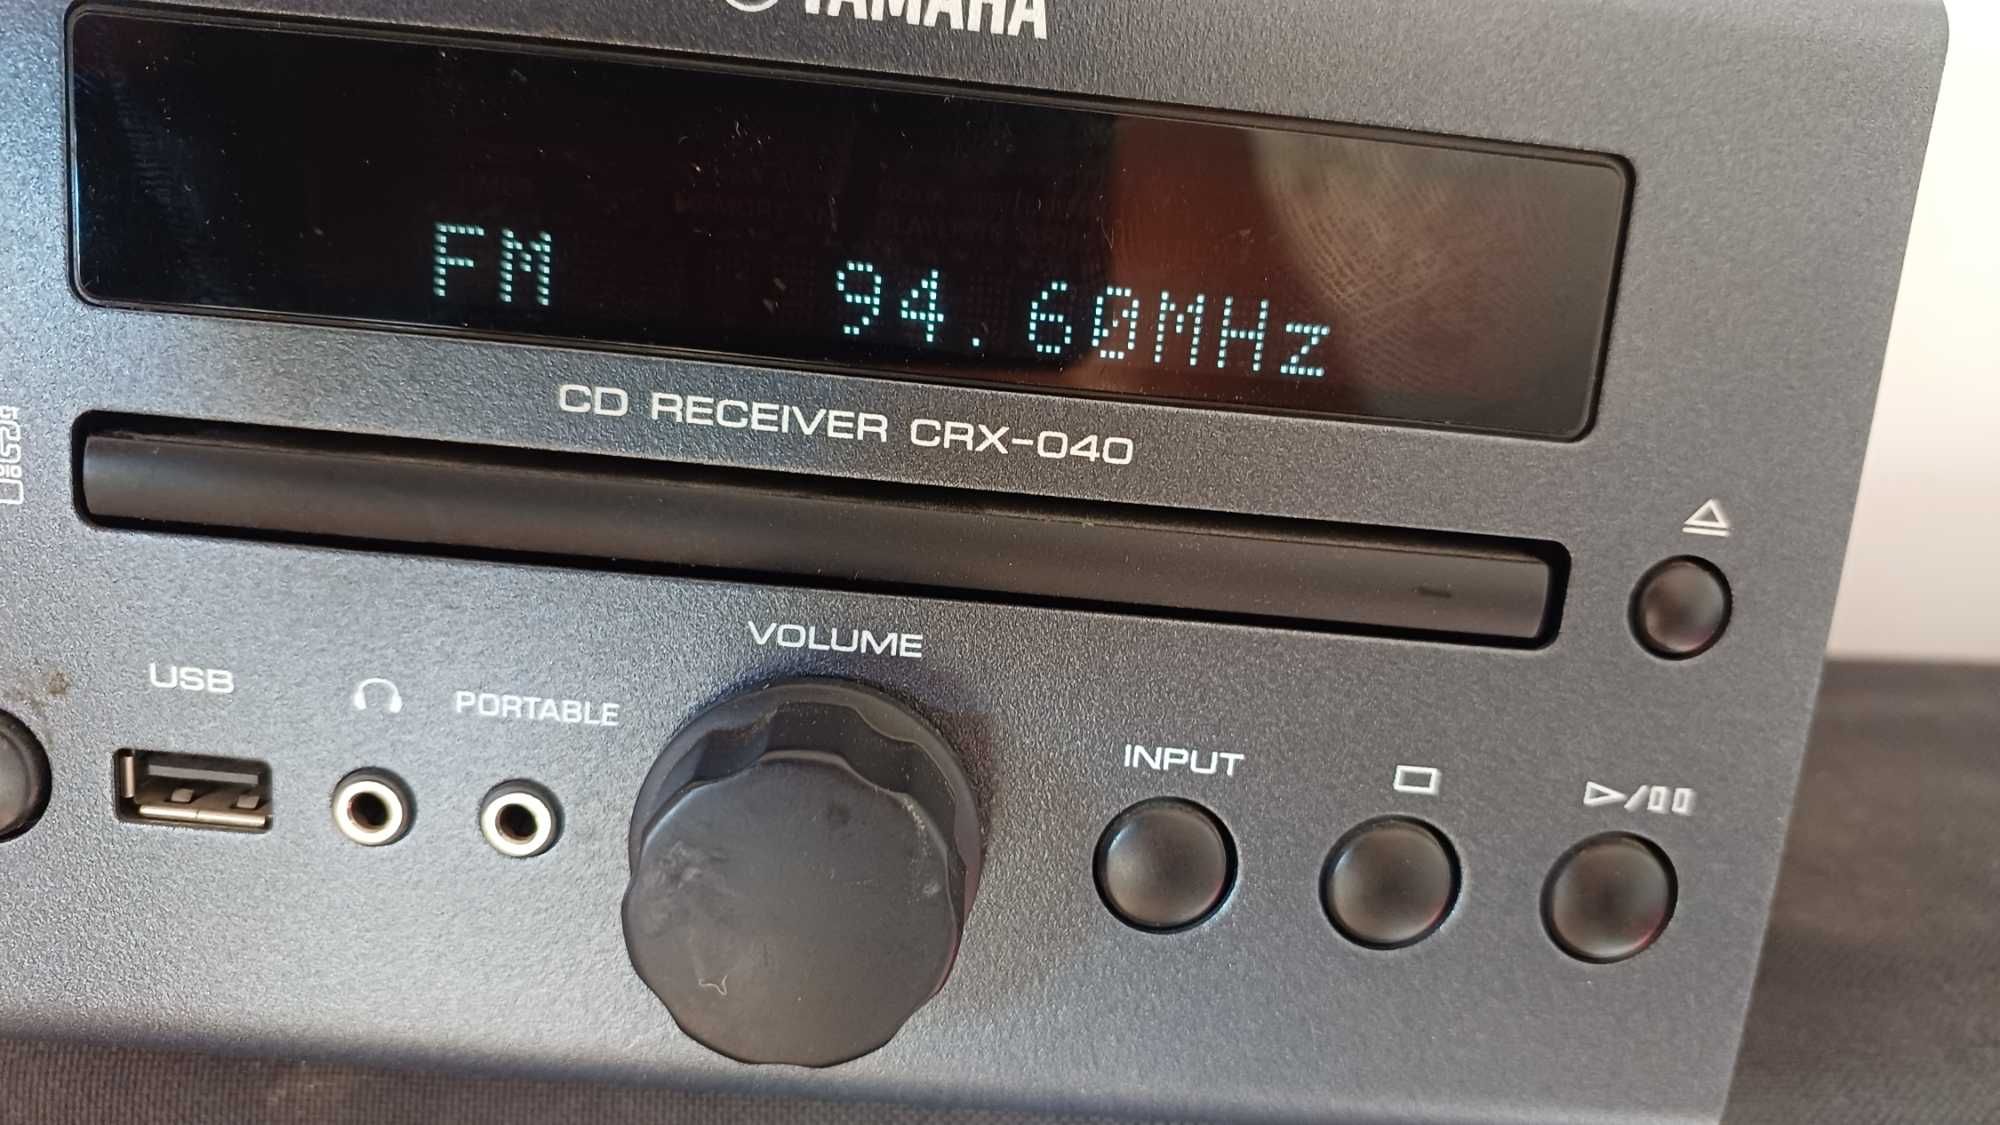 YAMAHA
FM 94.60MHz
CD RECEIVER CRX-040
VOLUME
USB
PORTABLE
INPUT